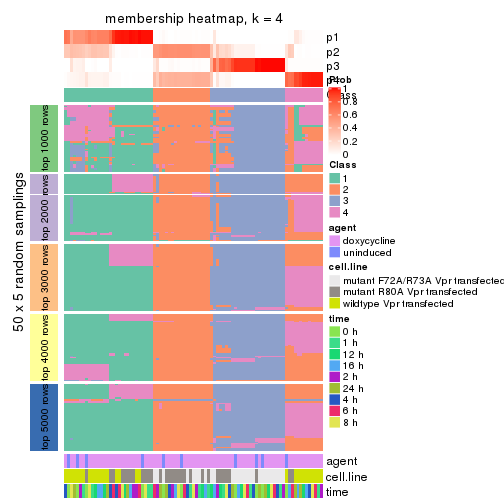 membership heatmap, k = 4
p1
p2
p3
p4
Prob
1
0.8
0.6
0.4
0.2
0
Class
Class
1
2
3
4
agent
doxycycline
uninduced
cell.line
mutant F72A/R73A Vpr transfected
mutant R80A Vpr transfected
wildtype Vpr transfected
time
0 h
1 h
12 h
16 h
2 h
24 h
4 h
6 h
8 h
50 x 5 random samplings
top 1000 rows
top 2000 rows
top 3000 rows
top 4000 rows
top 5000 rows
agent
cell.line
time